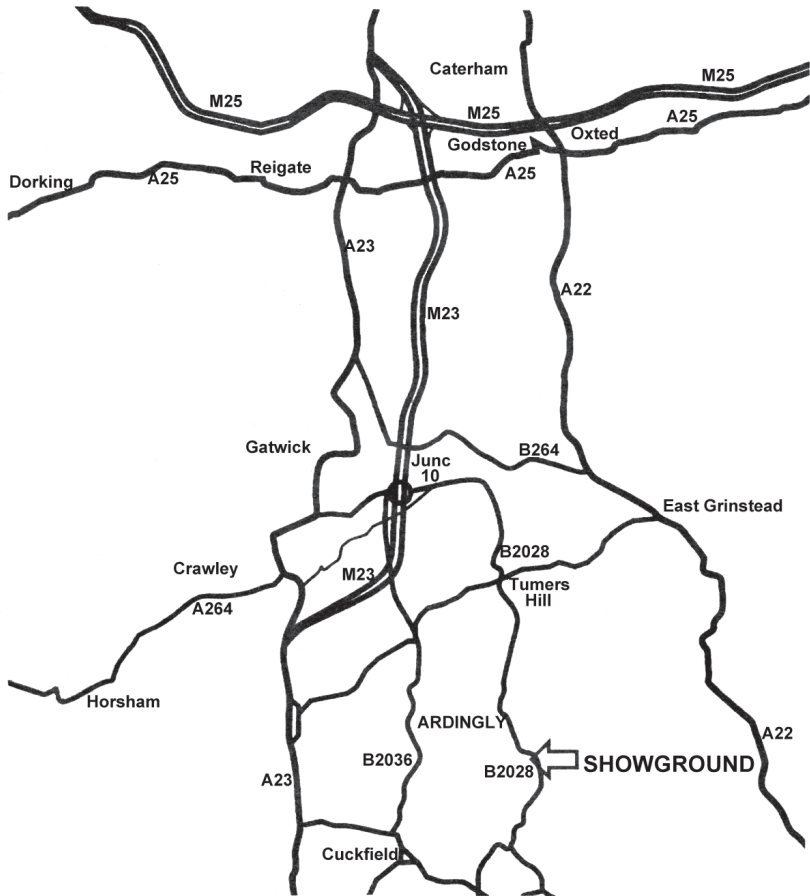 Caterham
M25
M25
M25
A25
Godstone
Oxted
Reigate
A25
A25
Dorking
A23
A22
M23
Gatwick
Junc
10
B264
East Grinstead
B2028
Crawley
M23
Tumers
Hill
A264
Horsham
ARDINGLY
A22
B2036
SHOWGROUND
B2028
A23
Cuckfield